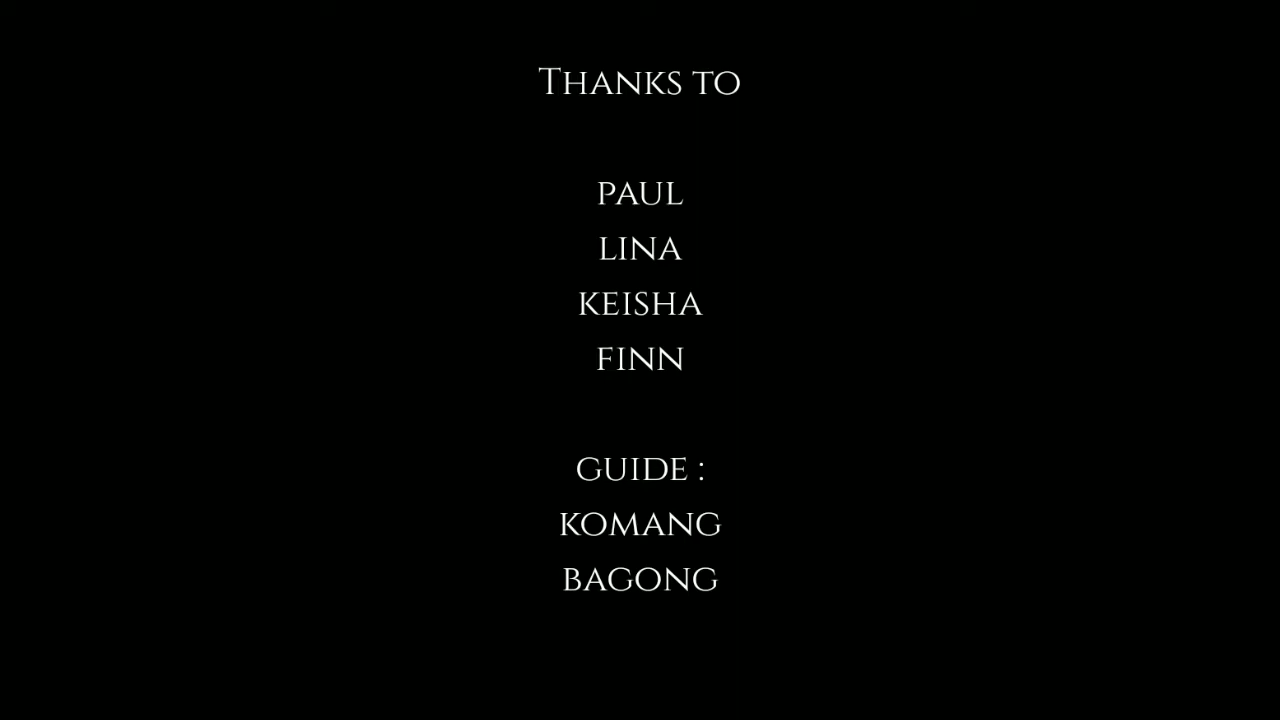 Thanks to
Paul
Lina
Keisha
Finn
Guide :
Komang
Bagong